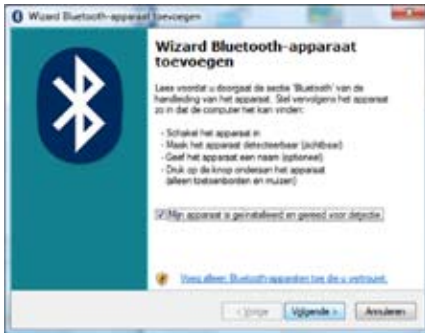 Wizard Bluetooth-apparaat toevoegen
Wizard Bluetooth-apparaat
toevoegen
Lees voordat u doorgaat de sectie 'Bluetooth' van de
handleiding van het apparaat. Stel vervolgens het apparaat
zo in dat de computer het kan vinden:
- Schakel het apparaat in
- Maak het apparaat detecteerbaar (zichtbaar)
- Geef het apparaat een naam (optioneel)
- Druk op de knop onderaan het apparaat
(alleen toetsenborden en muizen)
Mijn apparaat is geïnstalleerd en gereed voor detectie.
Voeg alleen Bluetooth-apparaten toe die u vertrouwt.
< Vorige
Volgende >
Annuleren